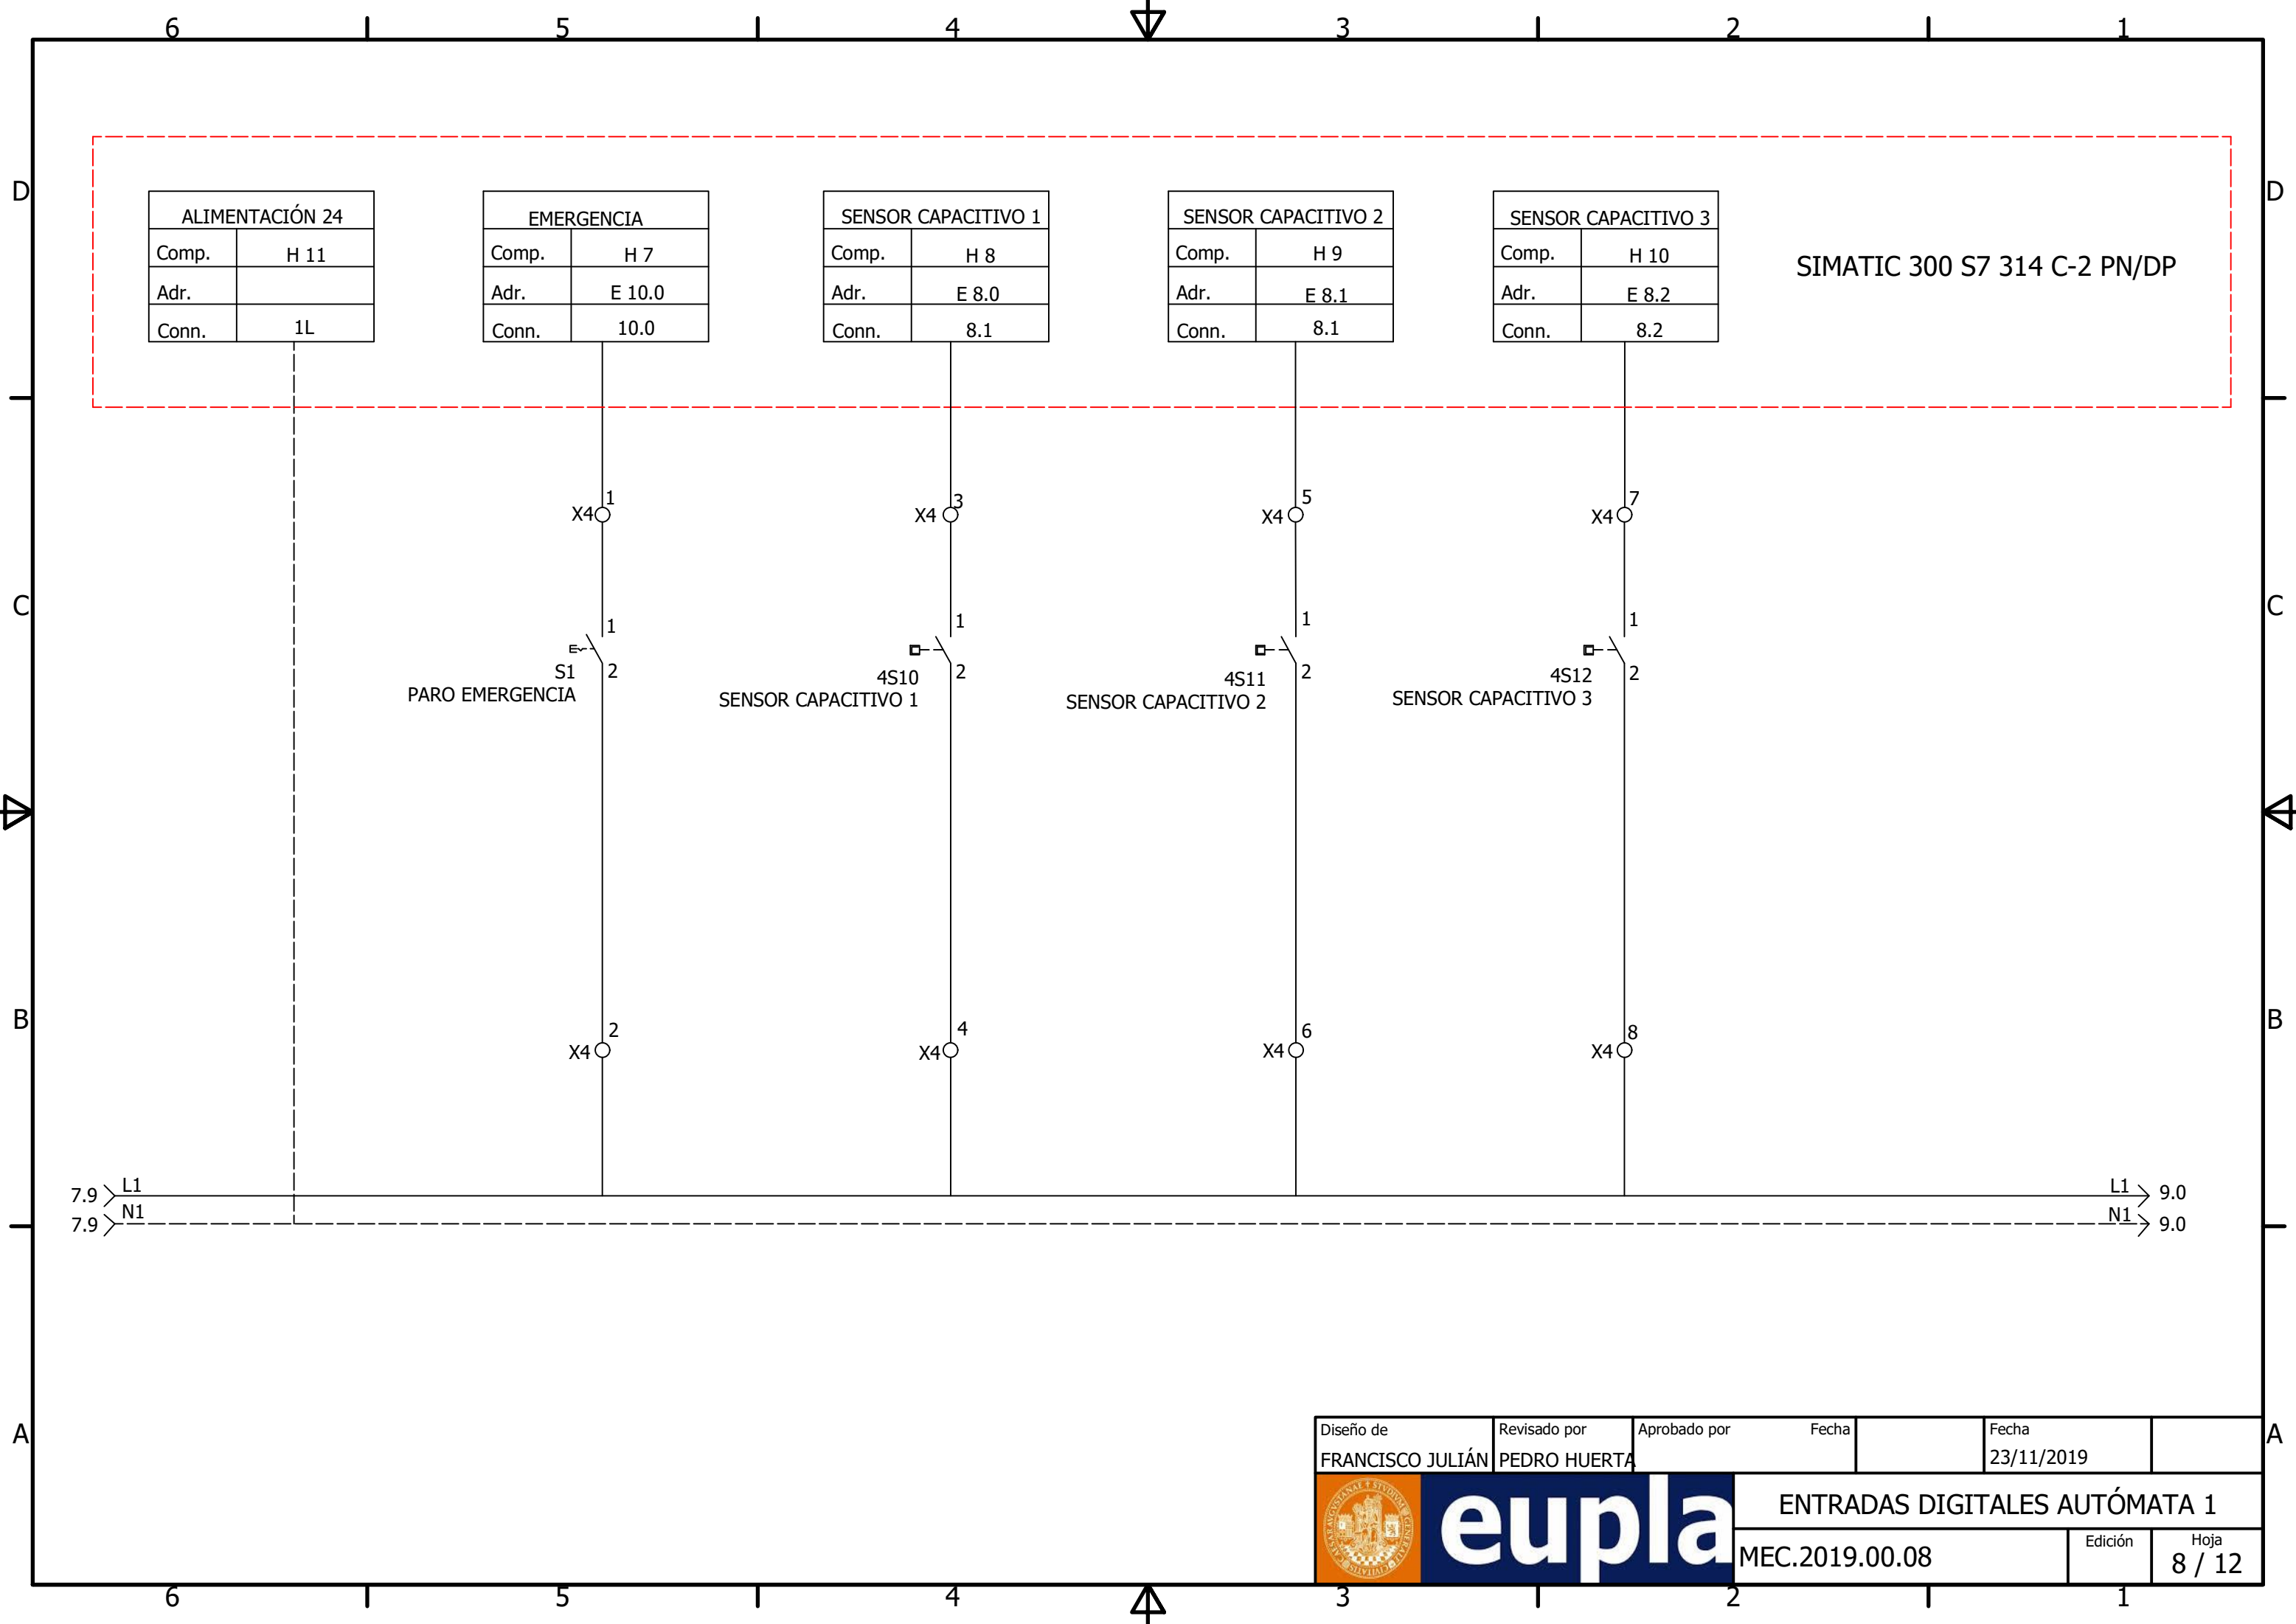 6 5 4 3 2 1
D D
ALIMENTACIÓN 24
Comp. H 11
Adr.
Conn. 1L
EMERGENCIA
Comp. H 7
Adr. E 10.0
Conn. 10.0
SENSOR CAPACITIVO 1
Comp. H 8
Adr. E 8.0
Conn. 8.1
SENSOR CAPACITIVO 2
Comp. H 9
Adr. E 8.1
Conn. 8.1
SENSOR CAPACITIVO 3
Comp. H 10
Adr. E 8.2
Conn. 8.2
SIMATIC 300 S7 314 C-2 PN/DP
X4 1
X4 3
X4 5
X4 7
C C
1
S1 2
PARO EMERGENCIA
1
4S10 2
SENSOR CAPACITIVO 1
1
4S11 2
SENSOR CAPACITIVO 2
1
4S12 2
SENSOR CAPACITIVO 3
B B
X4 2
X4 4
X4 6
X4 8
7.9 L1 L1 9.0
7.9 N1 N1 9.0
A A
Diseño de
FRANCISCO JULIÁN
Revisado por
PEDRO HUERTA
Aprobado por
Fecha
Fecha
23/11/2019
eupla
ENTRADAS DIGITALES AUTÓMATA 1
MEC.2019.00.08
Edición
Hoja
8 / 12
6 5 4 3 2 1